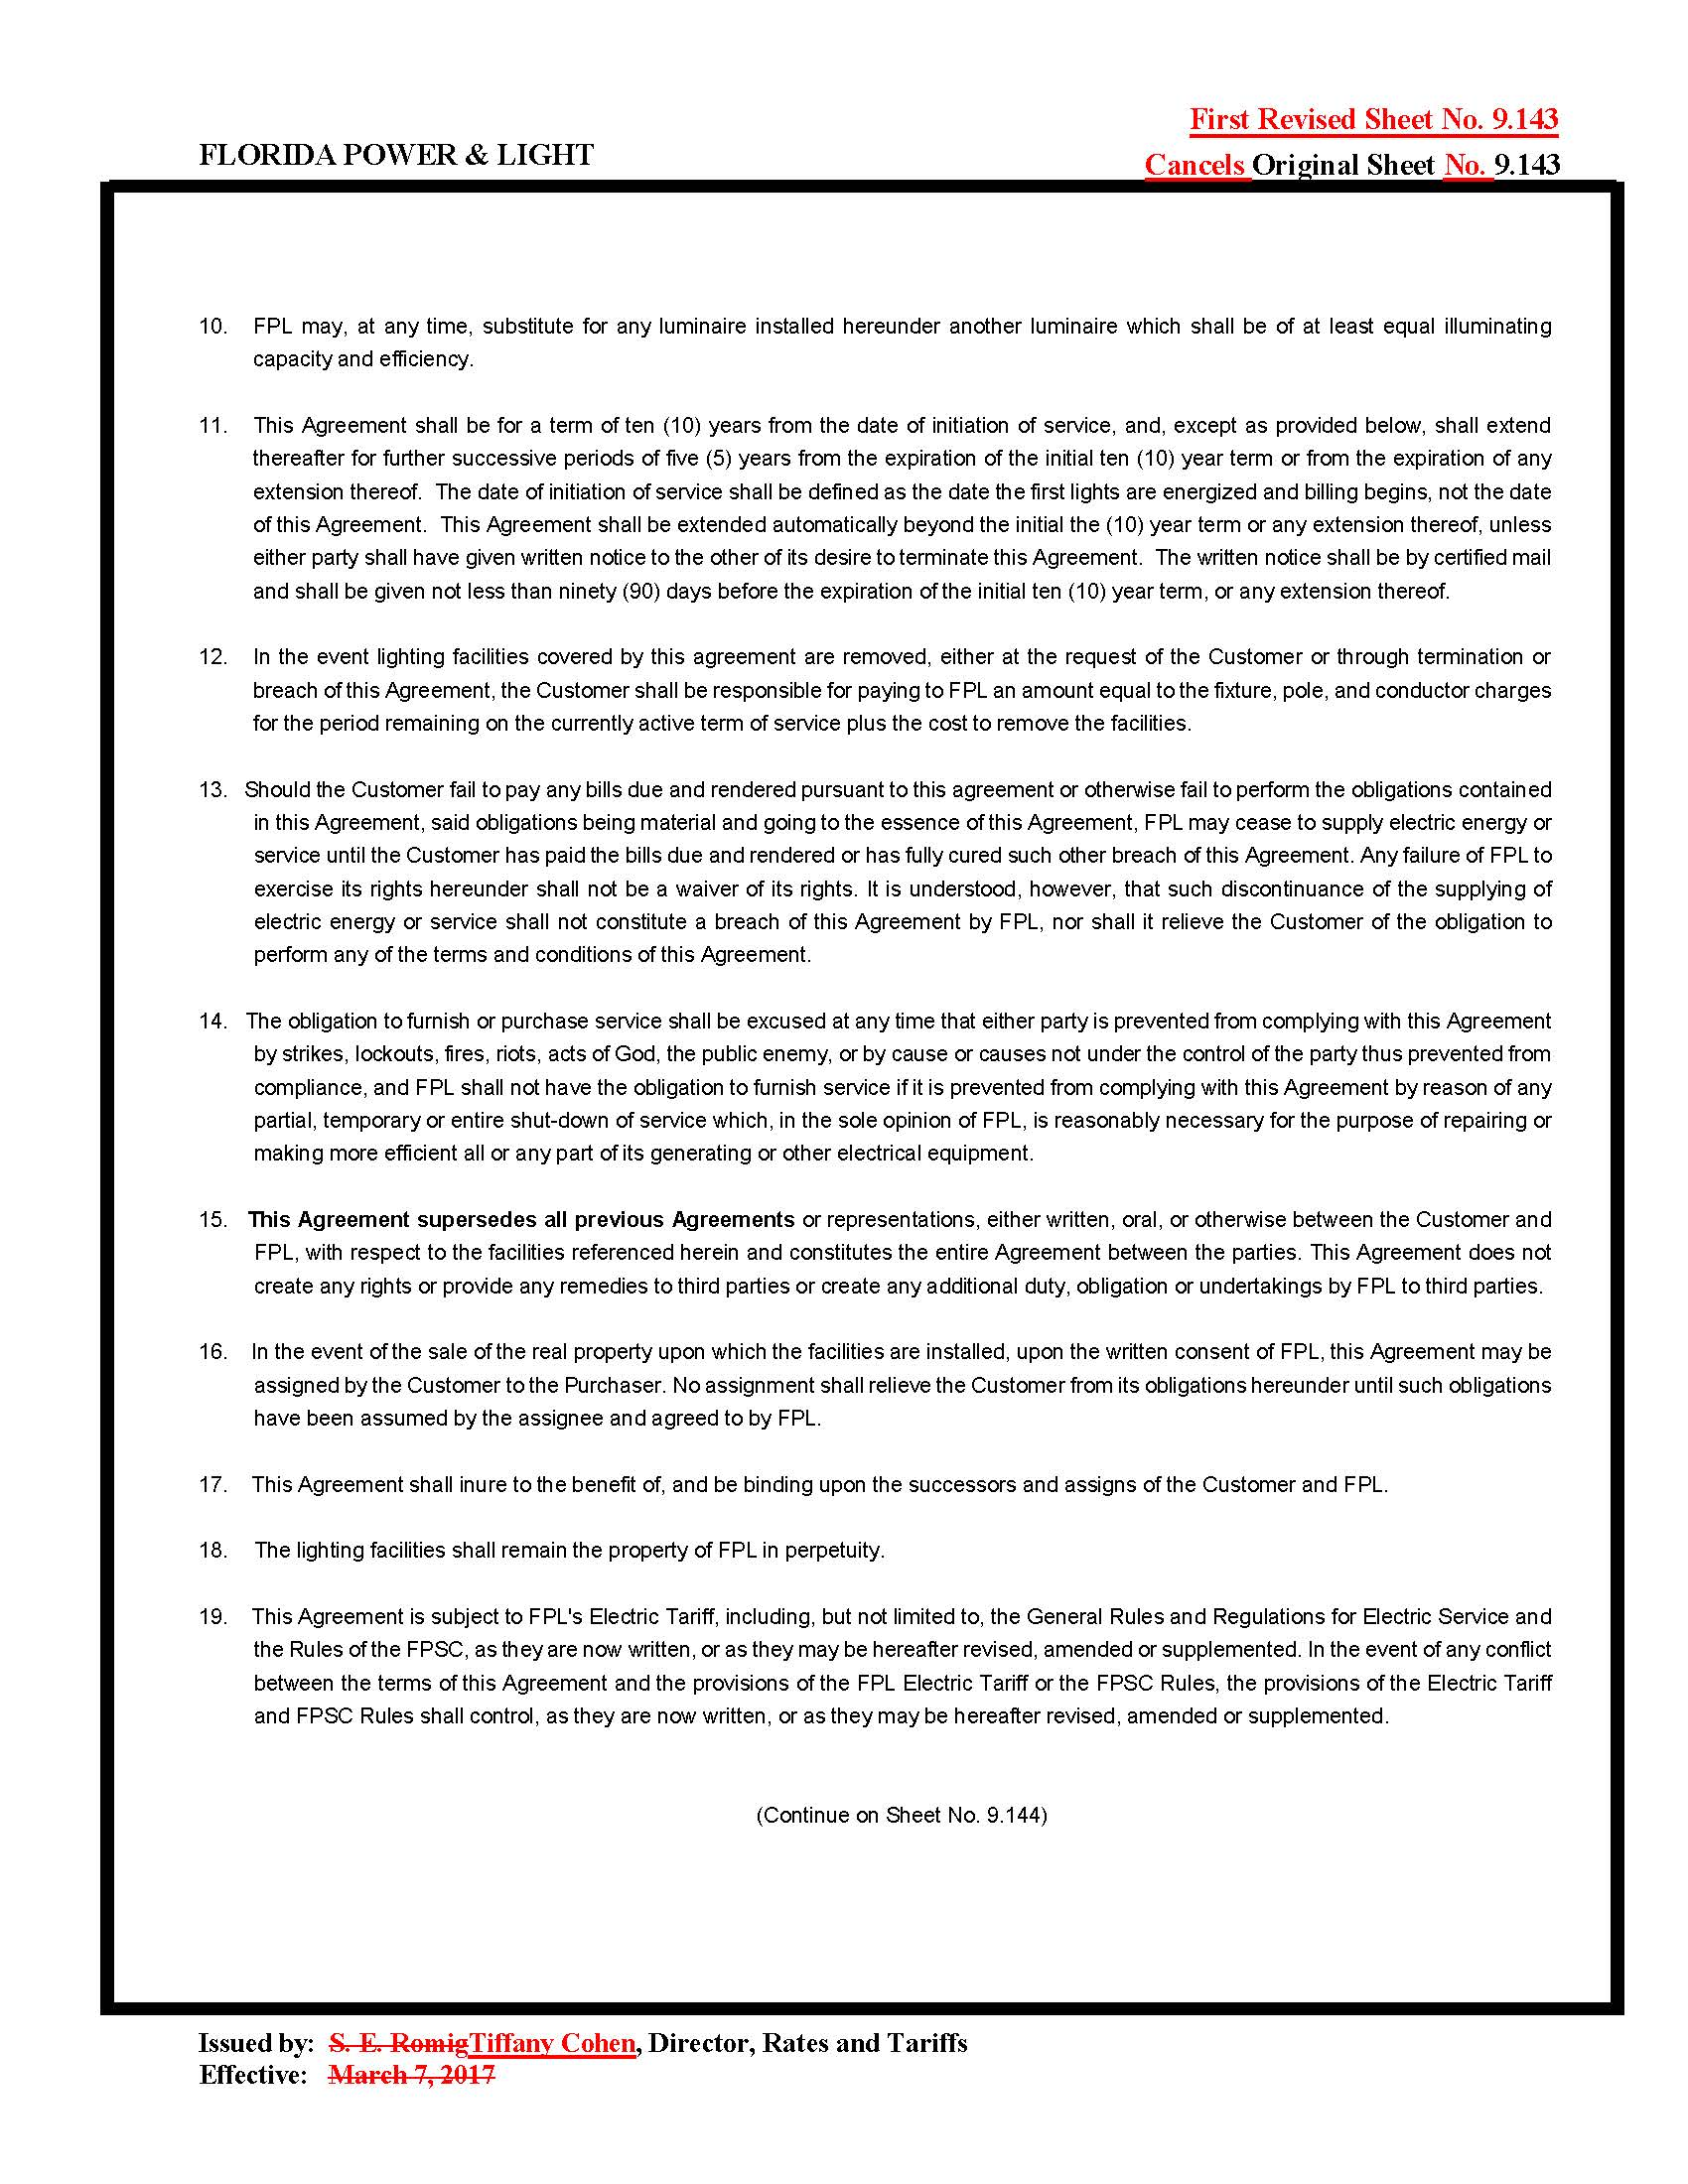 First Revised Sheet No. 9.143
FLORIDA POWER & LIGHT
Cancels Original Sheet No. 9.143
10. FPL may, at any time, substitute for any luminaire installed hereunder another luminaire which shall be of at least equal illuminating
capacity and efficiency.
11. This Agreement shall be for a term of ten (10) years from the date of initiation of service, and, except as provided below, shall extend
thereafter for further successive periods of five (5) years from the expiration of the initial ten (10) year term or from the expiration of any
extension thereof. The date of initiation of service shall be defined as the date the first lights are energized and billing begins, not the date
of this Agreement. This Agreement shall be extended automatically beyond the initial the (10) year term or any extension thereof, unless
either party shall have given written notice to the other of its desire to terminate this Agreement. The written notice shall be by certified mail
and shall be given not less than ninety (90) days before the expiration of the initial ten (10) year term, or any extension thereof.
12. In the event lighting facilities covered by this agreement are removed, either at the request of the Customer or through termination or
breach of this Agreement, the Customer shall be responsible for paying to FPL an amount equal to the fixture, pole, and conductor charges
for the period remaining on the currently active term of service plus the cost to remove the facilities.
13. Should the Customer fail to pay any bills due and rendered pursuant to this agreement or otherwise fail to perform the obligations contained
in this Agreement, said obligations being material and going to the essence of this Agreement, FPL may cease to supply electric energy or
service until the Customer has paid the bills due and rendered or has fully cured such other breach of this Agreement. Any failure of FPL to
exercise its rights hereunder shall not be a waiver of its rights. It is understood, however, that such discontinuance of the supplying of
electric energy or service shall not constitute a breach of this Agreement by FPL, nor shall it relieve the Customer of the obligation to
perform any of the terms and conditions of this Agreement.
14. The obligation to furnish or purchase service shall be excused at any time that either party is prevented from complying with this Agreement
by strikes, lockouts, fires, riots, acts of God, the public enemy, or by cause or causes not under the control of the party thus prevented from
compliance, and FPL shall not have the obligation to furnish service if it is prevented from complying with this Agreement by reason of any
partial, temporary or entire shut-down of service which, in the sole opinion of FPL, is reasonably necessary for the purpose of repairing or
making more efficient all or any part of its generating or other electrical equipment.
15. This Agreement supersedes all previous Agreements or representations, either written, oral, or otherwise between the Customer and
FPL, with respect to the facilities referenced herein and constitutes the entire Agreement between the parties. This Agreement does not
create any rights or provide any remedies to third parties or create any additional duty, obligation or undertakings by FPL to third parties.
16. In the event of the sale of the real property upon which the facilities are installed, upon the written consent of FPL, this Agreement may be
assigned by the Customer to the Purchaser. No assignment shall relieve the Customer from its obligations hereunder until such obligations
have been assumed by the assignee and agreed to by FPL.
17. This Agreement shall inure to the benefit of, and be binding upon the successors and assigns of the Customer and FPL.
18. The lighting facilities shall remain the property of FPL in perpetuity.
19. This Agreement is subject to FPL's Electric Tariff, including, but not limited to, the General Rules and Regulations for Electric Service and
the Rules of the FPSC, as they are now written, or as they may be hereafter revised, amended or supplemented. In the event of any conflict
between the terms of this Agreement and the provisions of the FPL Electric Tariff or the FPSC Rules, the provisions of the Electric Tariff
and FPSC Rules shall control, as they are now written, or as they may be hereafter revised, amended or supplemented.
(Continue on Sheet No. 9.144)
Issued by: S. E. RomigTiffany Cohen, Director, Rates and Tariffs
Effective: March 7, 2017